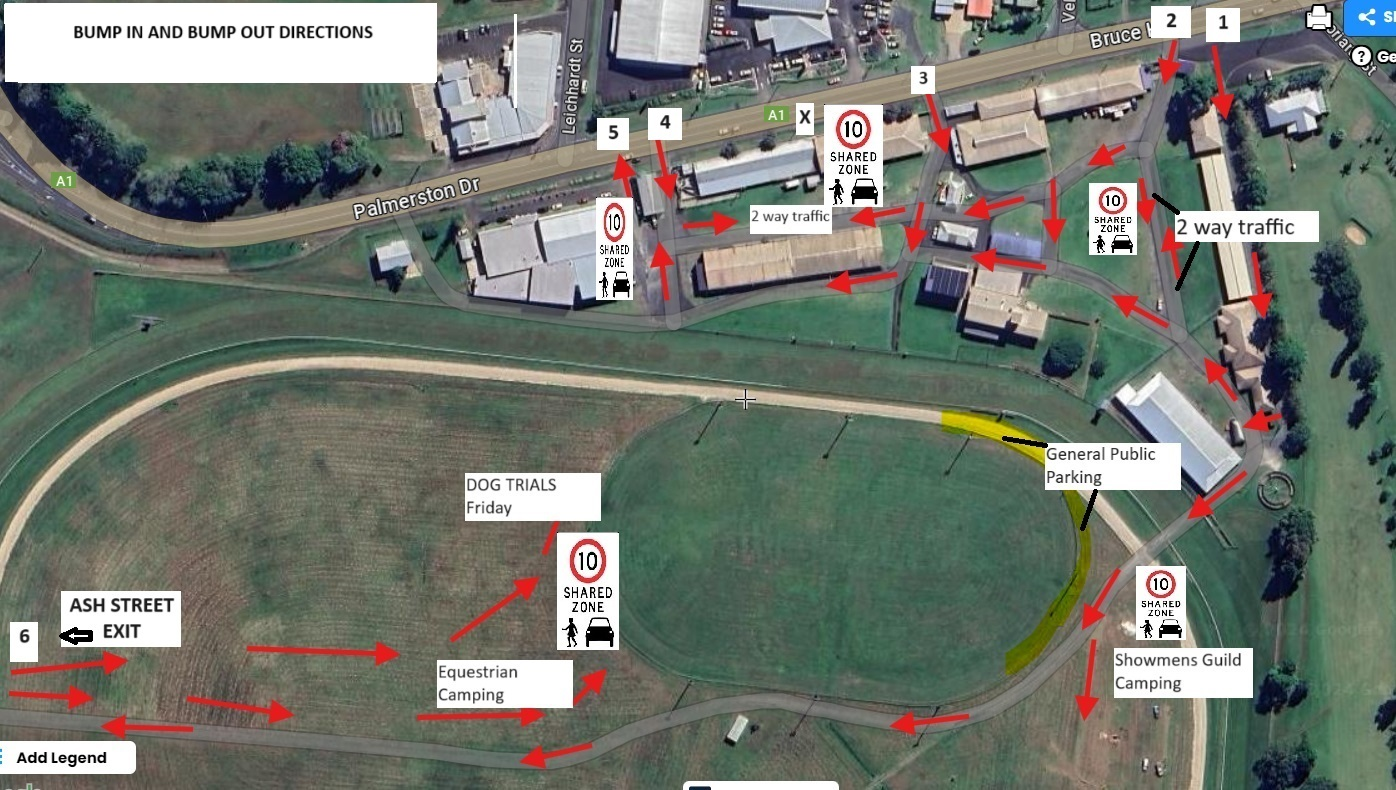 BUMP IN AND BUMP OUT DIRECTIONS
Leichhardt St
Bruce
2
1
3
A1
X
10
SHARED
ZONE
5
4
A1
Palmerston Dr
10
SHARED
ZONE
2 way traffic
10
SHARED
ZONE
2 way traffic
General Public
Parking
DOG TRIALS
Friday
10
SHARED
ZONE
10
SHARED
ZONE
ASH STREET
EXIT
6
Equestrian
Camping
Showmens Guild
Camping
Add Legend